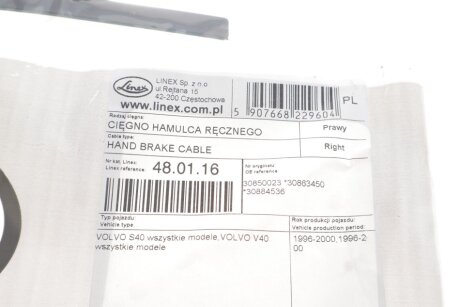 Linex
LINEX Sp. z n.o
ul.Rejtana 15
42-200 Częstochowa
www.linex.com.pl
5 907668 229604
PL
Rodzaj cięgna:
CIĘGNO HAMULCA RĘCZNEGO
Prawy
Cable type:
HAND BRAKE CABLE
Right
Nr kat. Linex:
Linex reference:
48.01.16
Nr oryginału:
OE reference:
30850023 *30863450
*30884536
Typ pojazdu
Vehicle type:
Rok produkcji pojazdu:
Vehicle production period:
VOLVO S40 wszystkie modele,VOLVO V40
wszystkie modele
1996-2000,1996-2
00